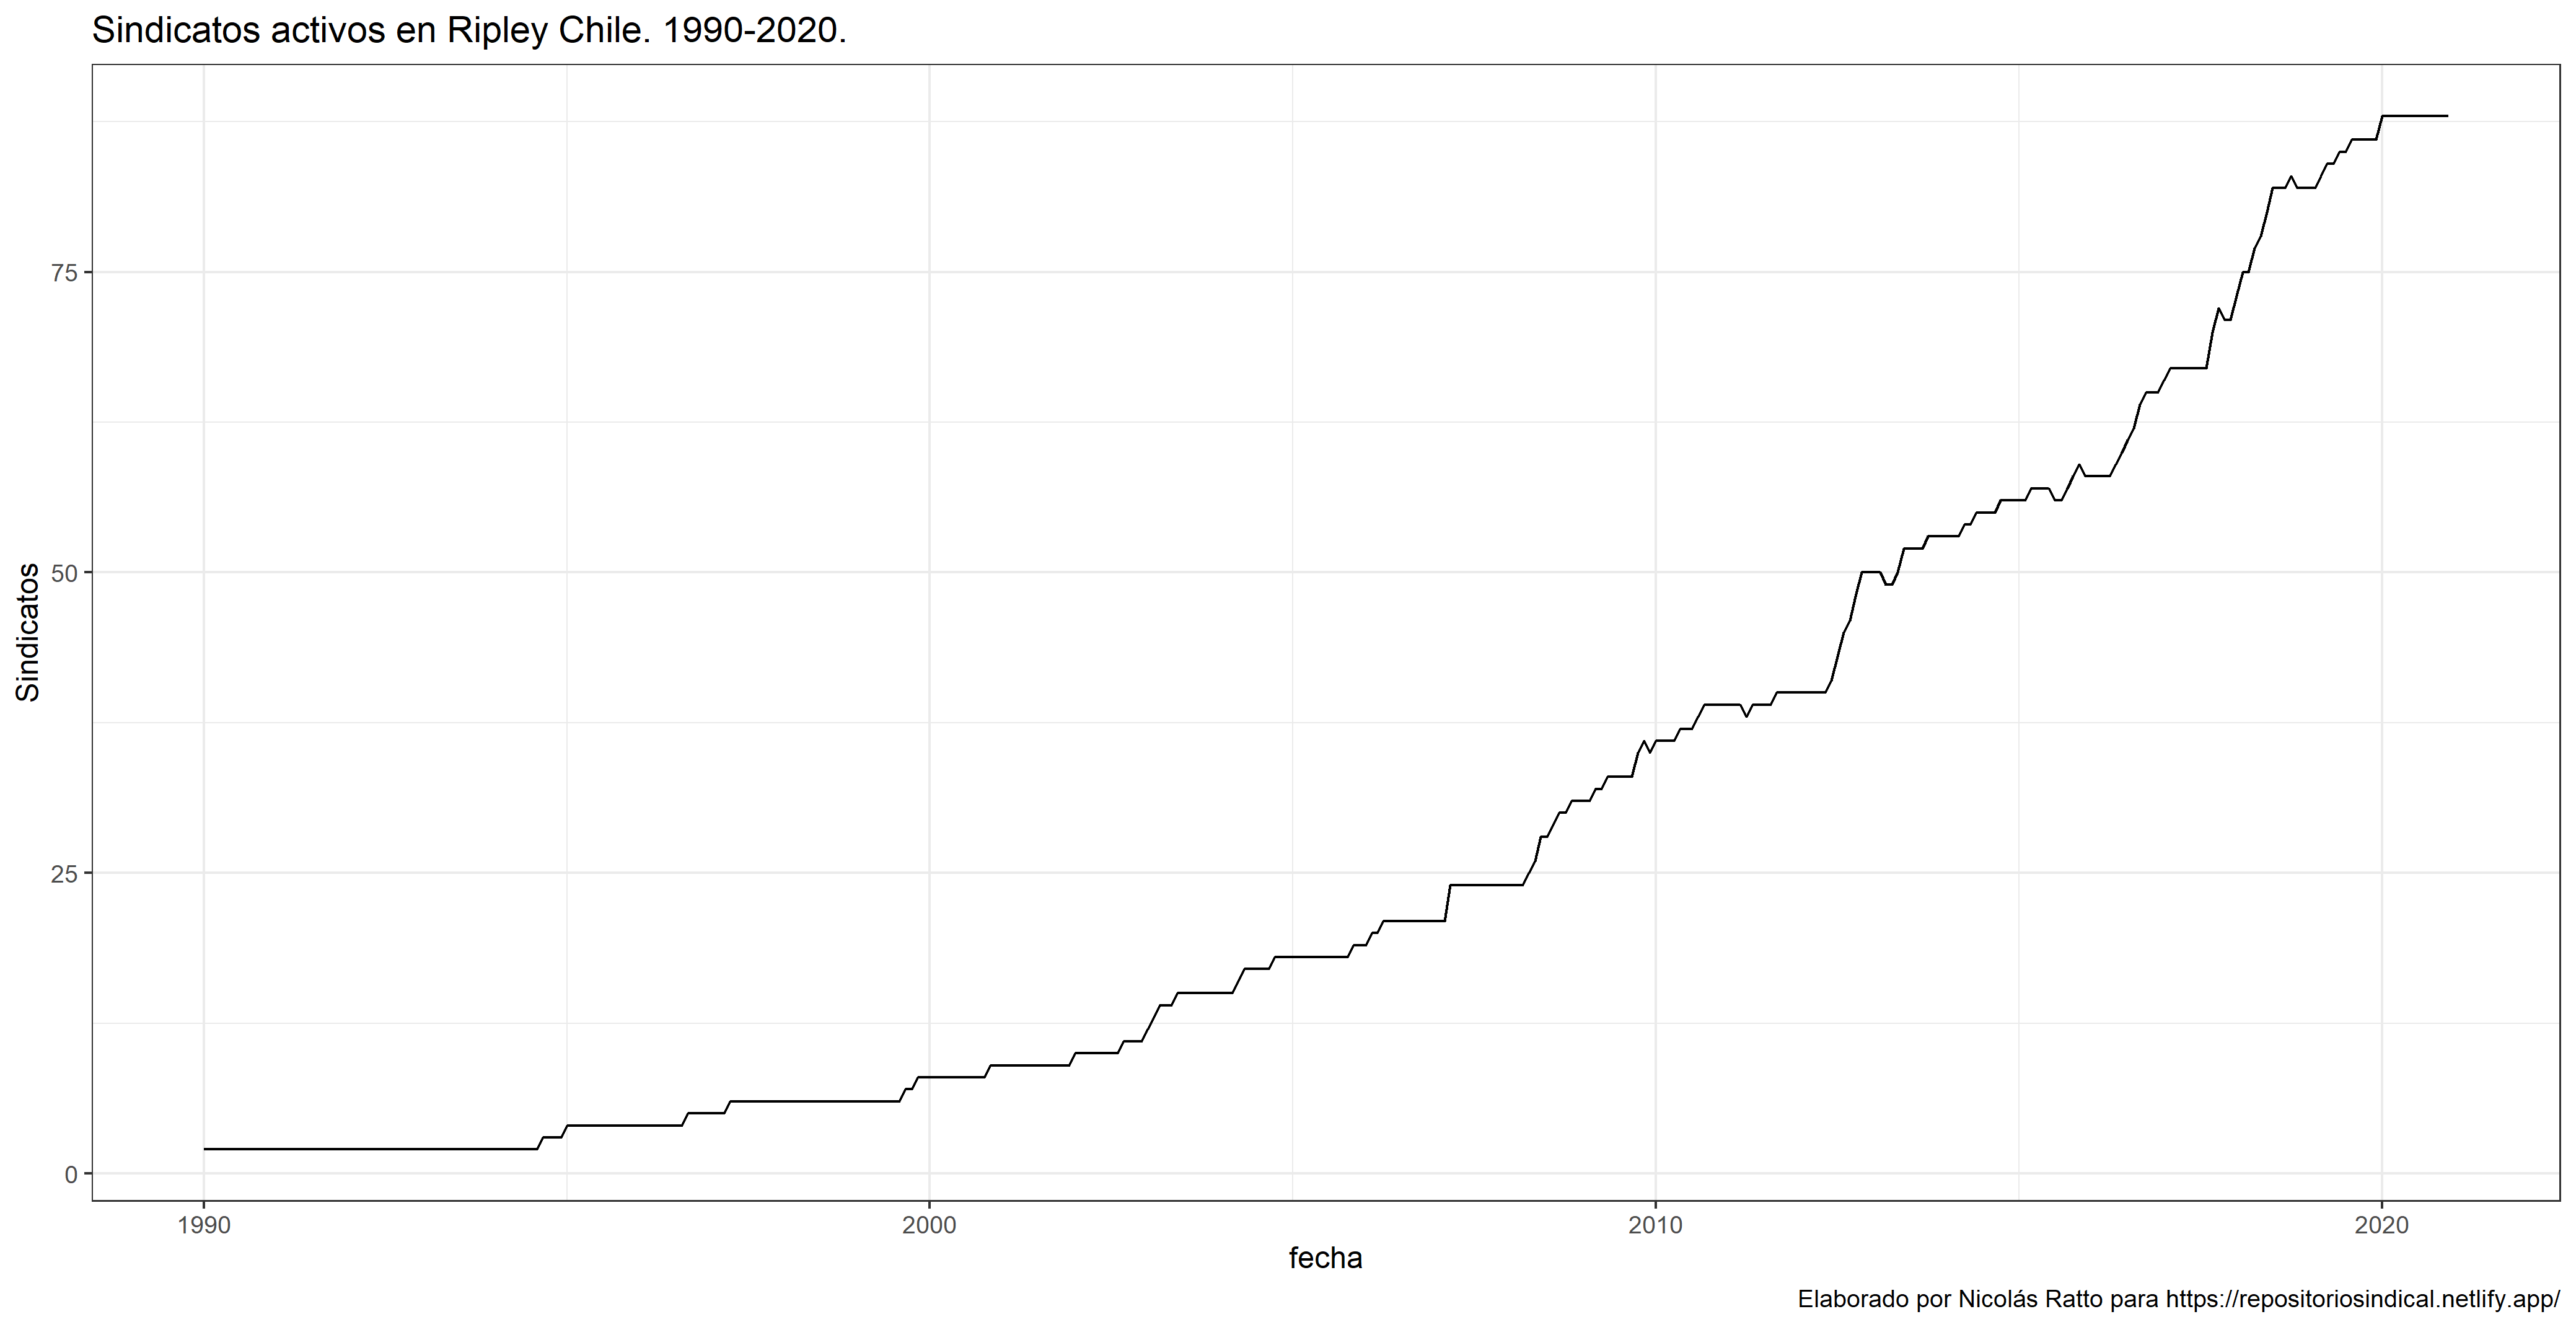 Sindicatos activos en Ripley Chile. 1990-2020.
Sindicatos
75
50
25
0
1990
2000
2010
2020
fecha
Elaborado por Nicolás Ratto para https://repositoriosindical.netlify.app/